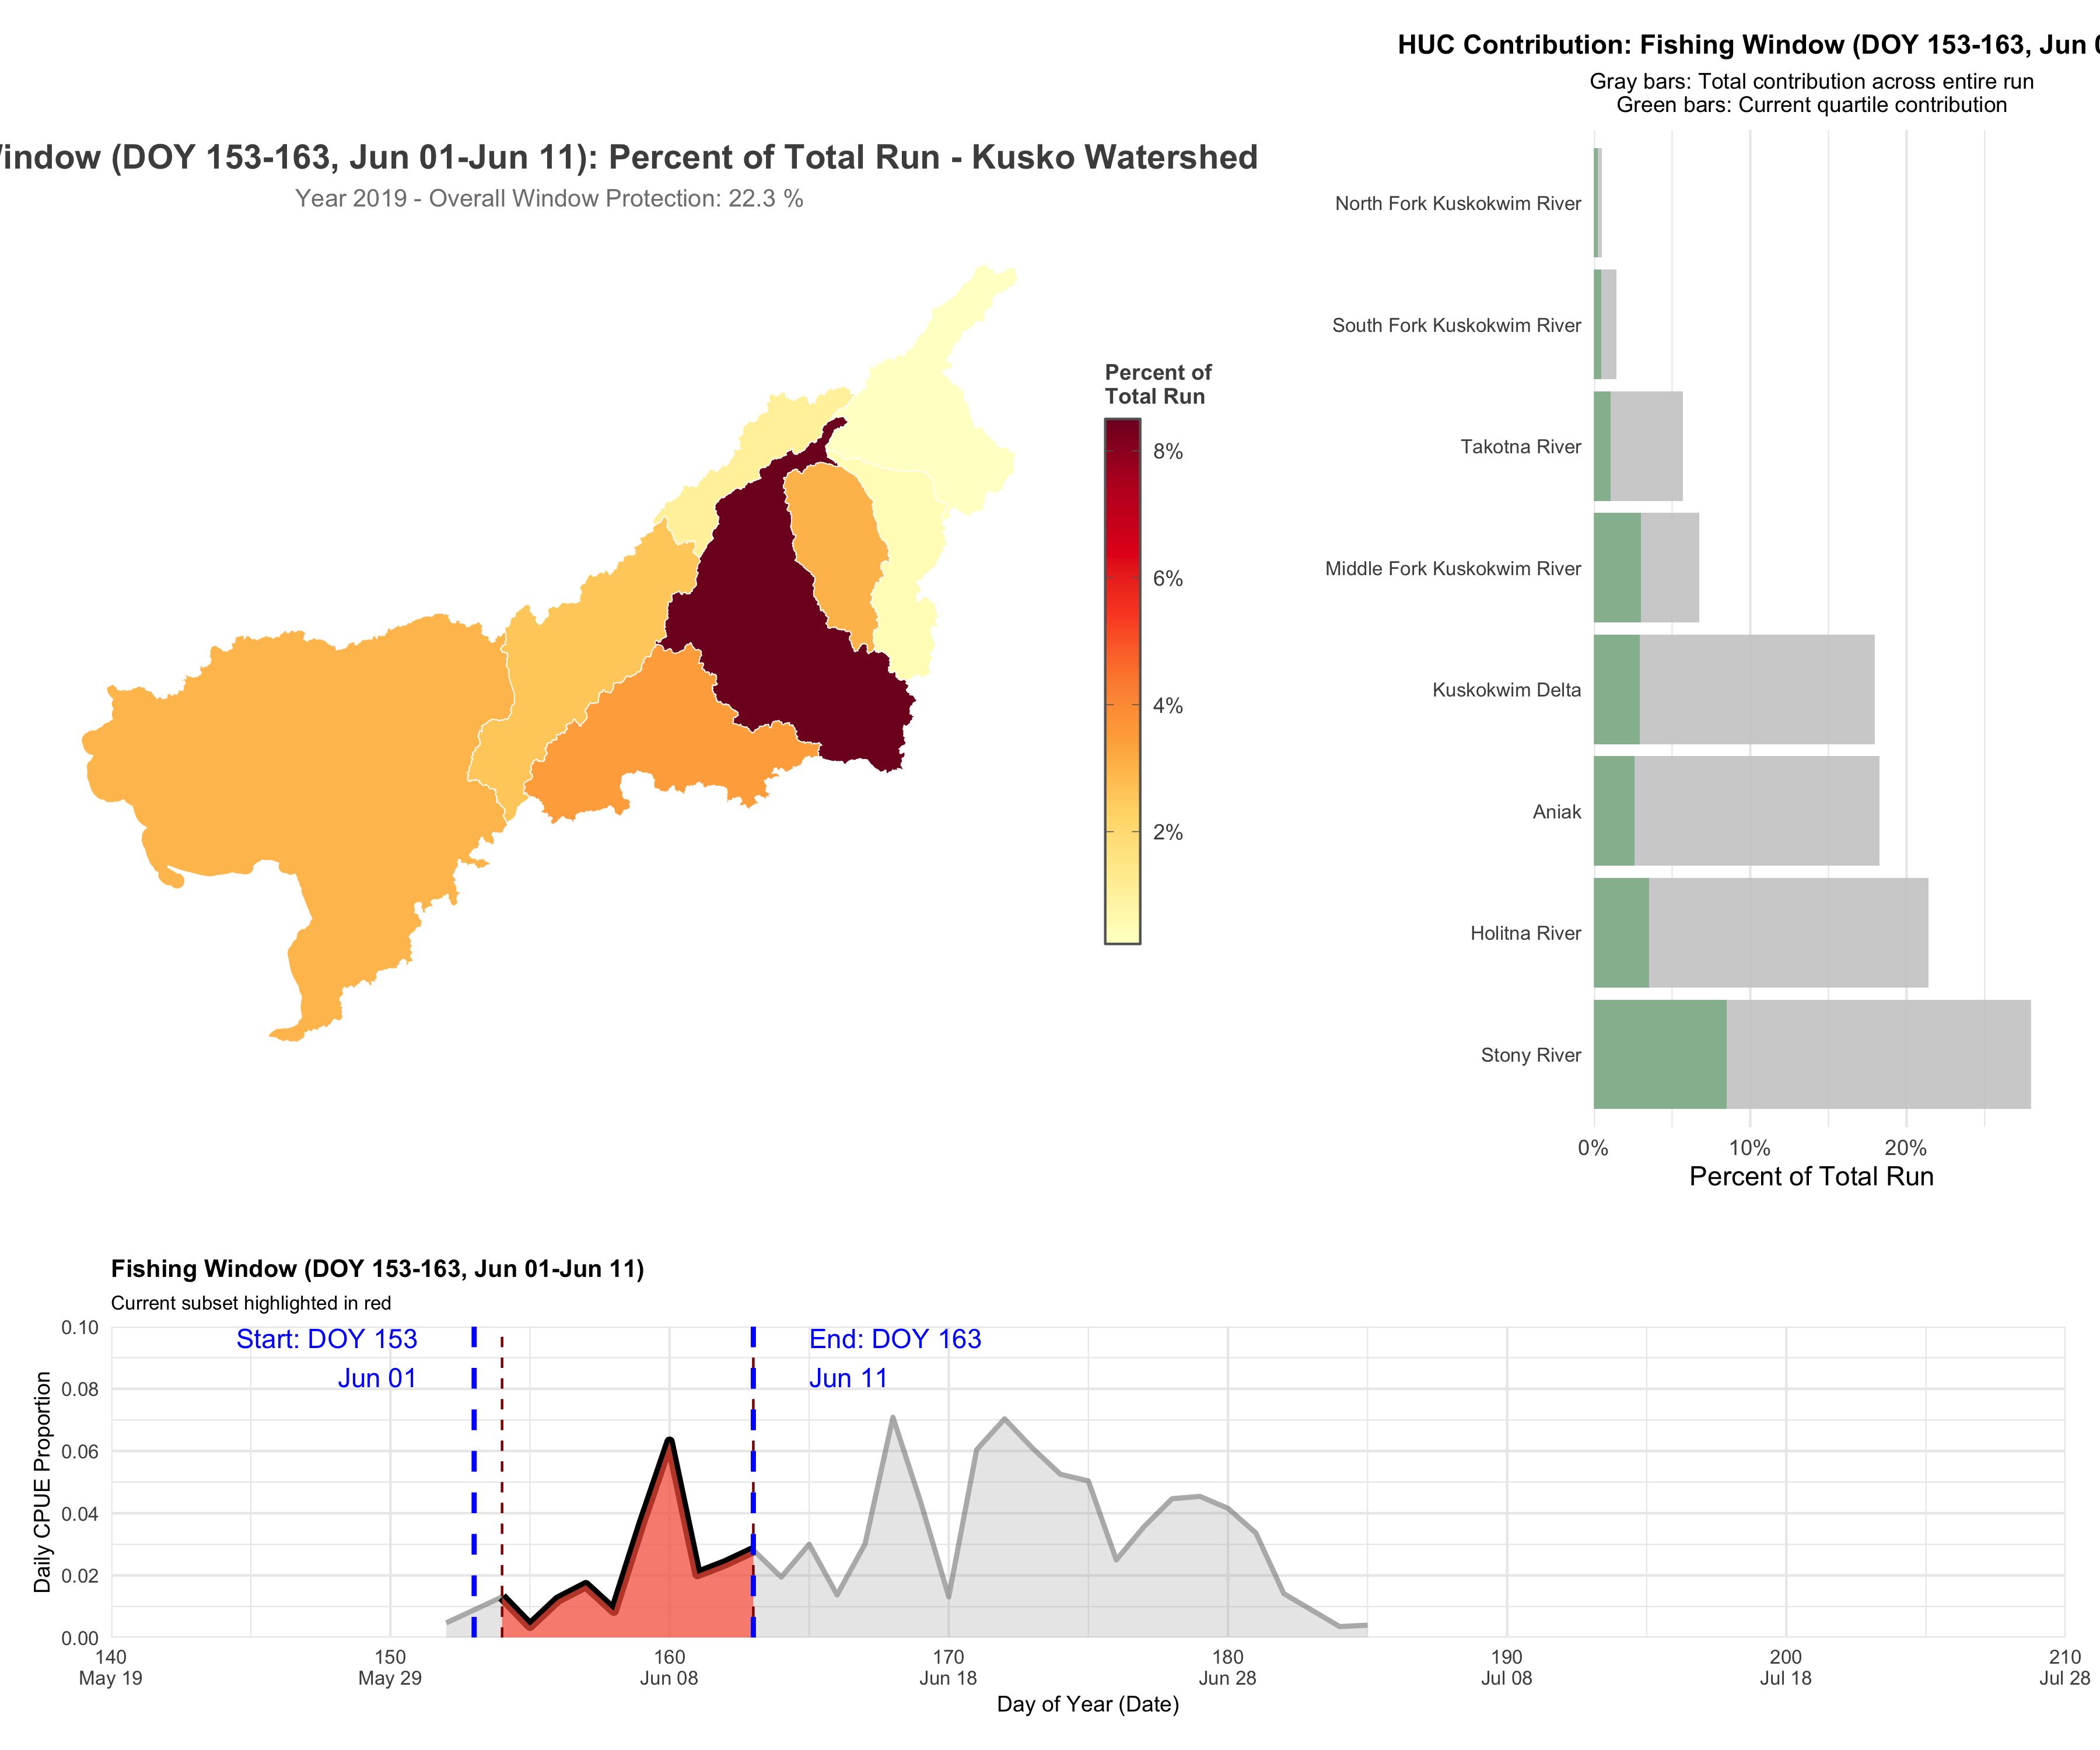 HUC Contribution: Fishing Window (DOY 153-163, Jun
Gray bars: Total contribution across entire run
Green bars: Current quartile contribution
(DOY 153-163, Jun 01-Jun 11): Percent of Total Run - Kusko Watershed
Year 2019 - Overall Window Protection: 22.3 %
Percent of
Total Run
8%
6%
4%
2%
North Fork Kuskokwim River
South Fork Kuskokwim River
Takotna River
Middle Fork Kuskokwim River
Kuskokwim Delta
Aniak
Holitna River
Stony River
0% 10% 20%
Percent of Total Run
Fishing Window (DOY 153-163, Jun 01-Jun 11)
Current subset highlighted in red
Start: DOY 153
Jun 01
End: DOY 163
Jun 11
Daily CPUE Proportion
0.10
0.08
0.06
0.04
0.02
0.00
140 150 160 170 180 190 200 210
May 19 May 29 Jun 08 Jun 18 Jun 28 Jul 08 Jul 18 Jul 28
Day of Year (Date)